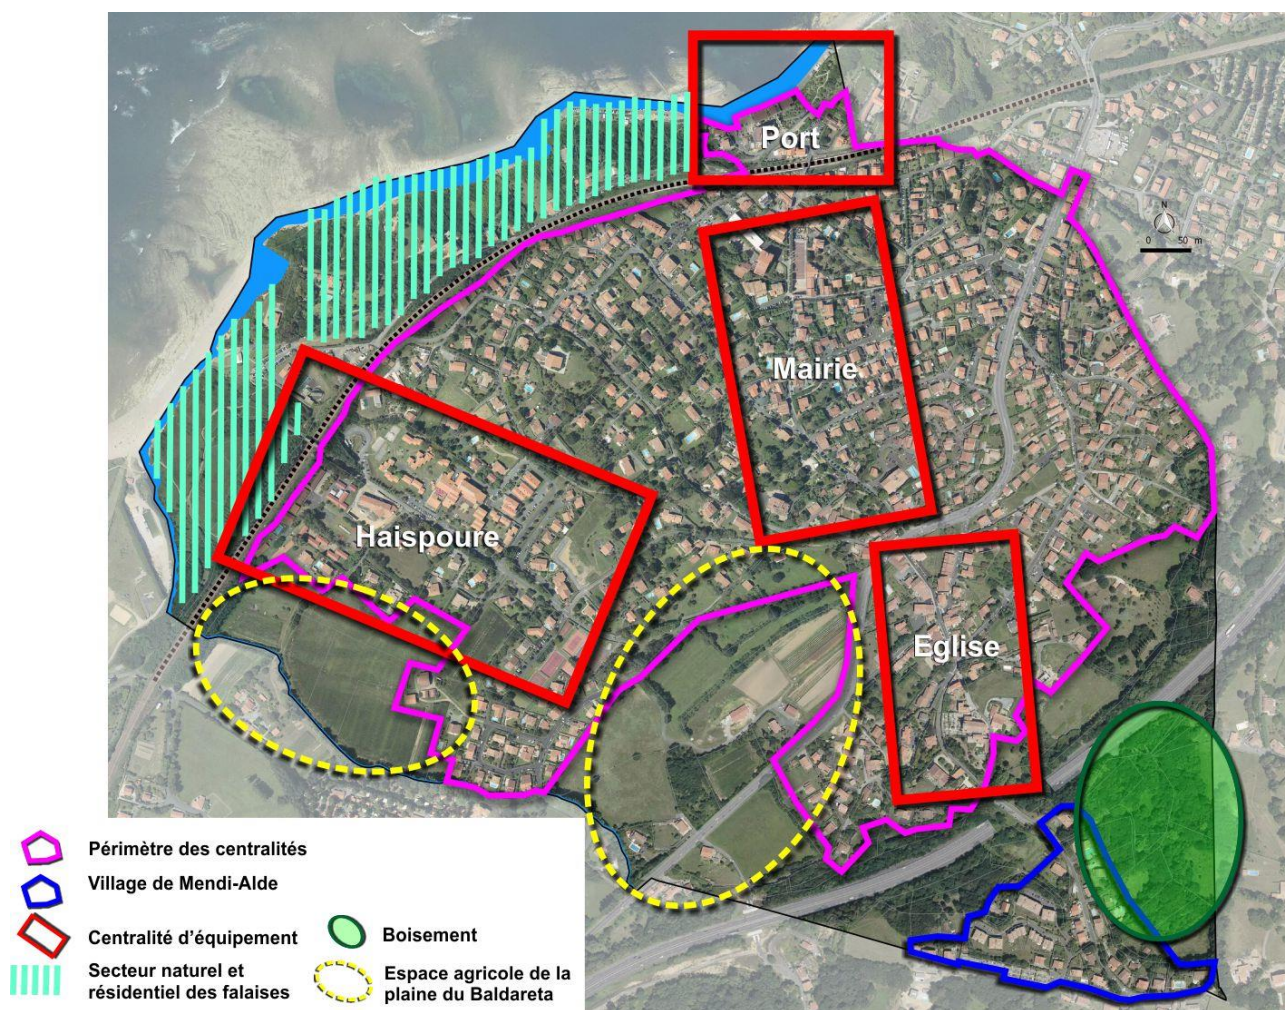 Port
N
0 50 m
Mairie
Haispoure
Eglise
Périmètre des centralités
Village de Mendi-Alde
Centralité d'équipement
Secteur naturel et
résidentiel des falaises
Boisement
Espace agricole de la
plaine du Baldareta